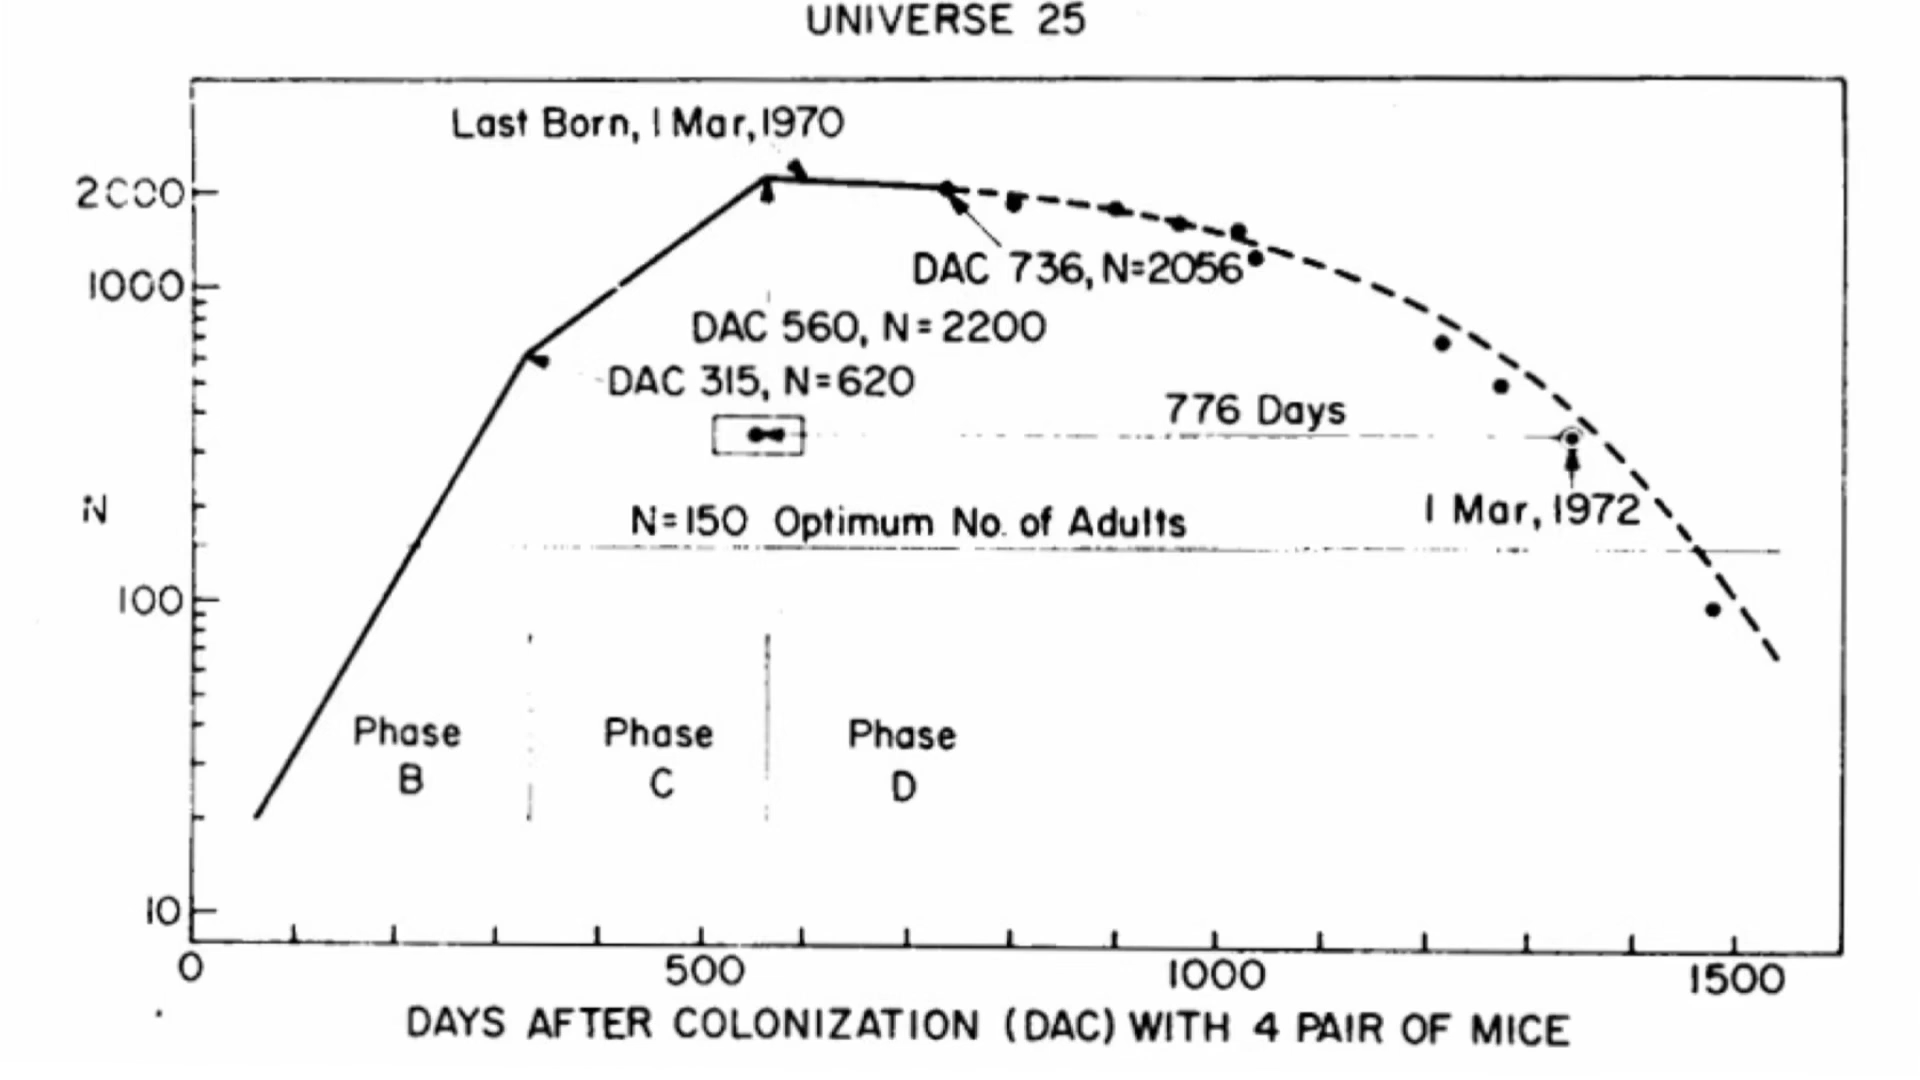 UNIVERSE 25
Last Born, 1 Mar, 1970
2000
1000
DAC 736, N=2056
DAC 560, N=2200
DAC 315, N=620
776 Days
N
N=150 Optimum No. of Adults
1 Mar, 1972
100
Phase B
Phase C
Phase D
10
0 500 1000 1500
DAYS AFTER COLONIZATION (DAC) WITH 4 PAIR OF MICE